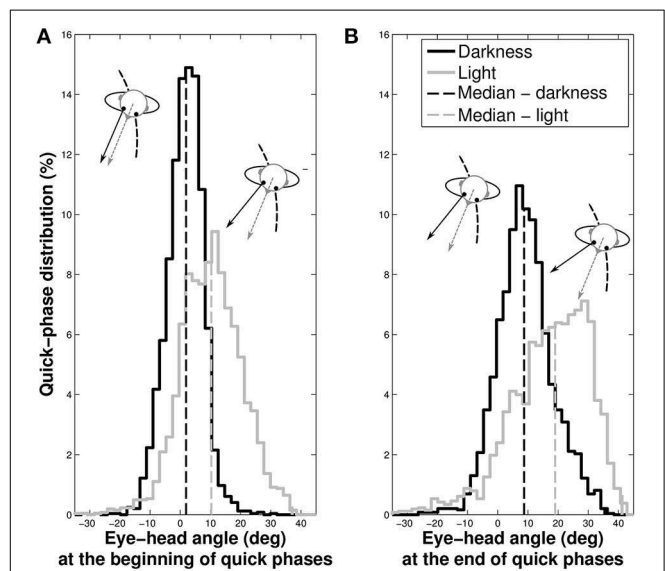 A
B
Darkness
Light
Median – darkness
Median – light
Quick–phase distribution (%)
16
14
12
10
8
6
4
2
0
−30 −20 −10 0 10 20 30 40
Eye–head angle (deg)
at the beginning of quick phases
16
14
12
10
8
6
4
2
0
−30 −20 −10 0 10 20 30 40
Eye–head angle (deg)
at the end of quick phases